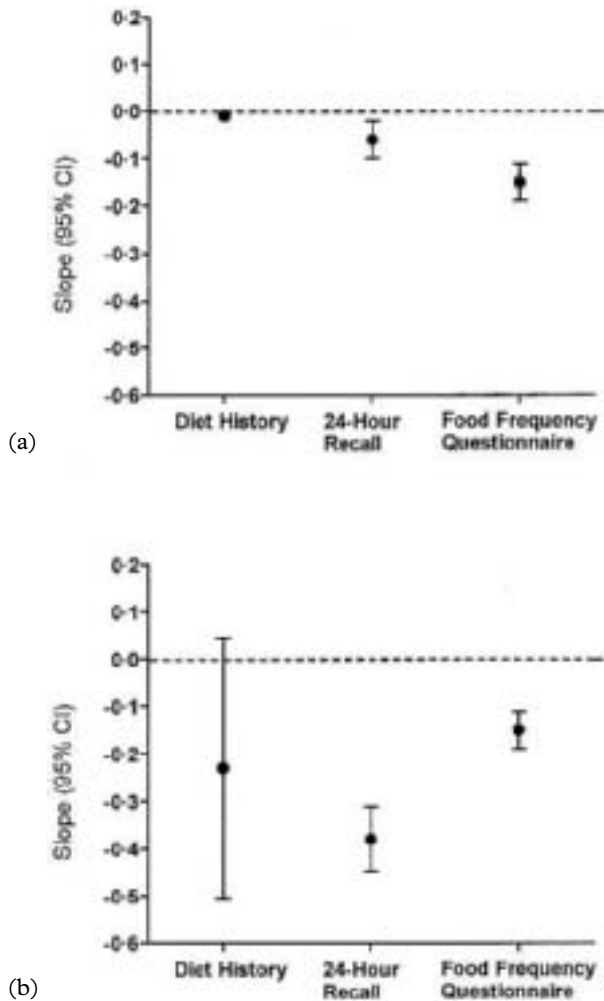 0·2
0·1
0·0
-0·1
-0·2
-0·3
-0·4
-0·5
-0·6
Slope (95% CI)
Diet History
24-Hour
Recall
Food Frequency
Questionnaire
(a)
0·2
0·1
0·0
-0·1
-0·2
-0·3
-0·4
-0·5
-0·6
Slope (95% CI)
Diet History
24-Hour
Recall
Food Frequency
Questionnaire
(b)